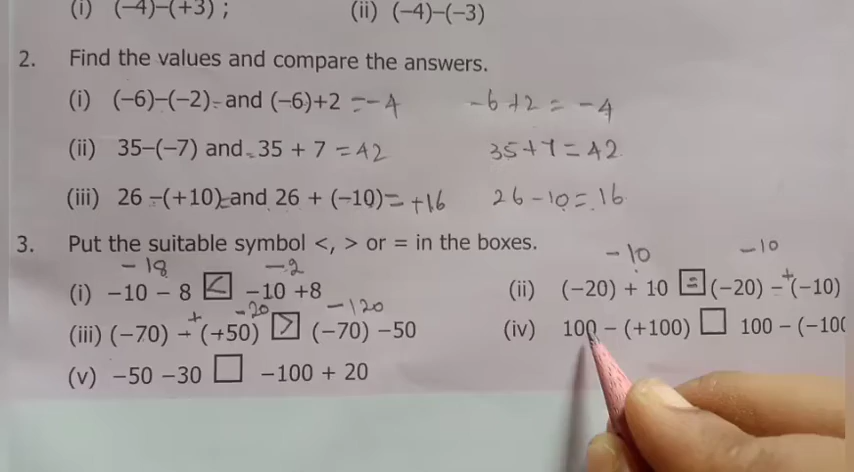 (i) (−4)−(+3) ; (ii) (−4)−(−3)
2. Find the values and compare the answers.
(i) (−6)−(−2) = and (−6)+2 = −4 −6+2 = −4
(ii) 35−(−7) and 35 + 7 = 42 35+7 = 42
(iii) 26 −(+10) = and 26 + (−10) = +16 26−10 = 16
3. Put the suitable symbol <, > or = in the boxes.
−18 −2 −10 −10
(i) −10 − 8 < −10 +8 (ii) (−20) + 10 = (−20) − (−10)
+ −20 −120 +
(iii) (−70) − (+50) > (−70) −50 (iv) 100 − (+100) □ 100 − (−100
(v) −50 −30 □ −100 + 20